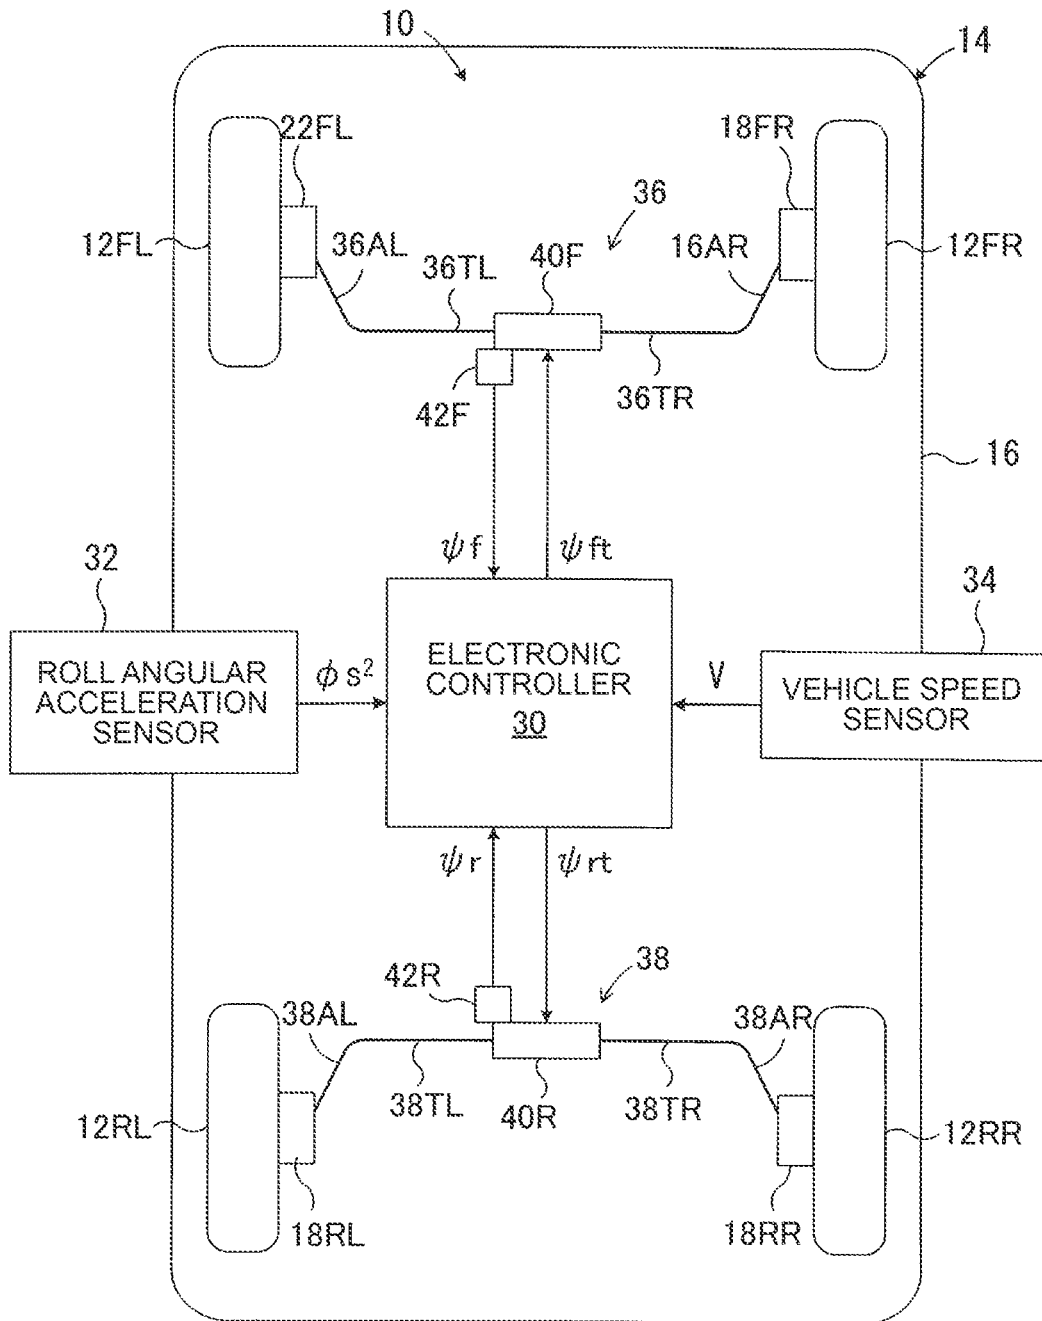 10
14
22FL
18FR
36
12FL
36AL
36TL
40F
16AR
12FR
42F
36TR
16
ψf
ψft
32
34
ROLL ANGULAR
ACCELERATION
SENSOR
ϕs²
ELECTRONIC
CONTROLLER
30
V
VEHICLE SPEED
SENSOR
ψr
ψrt
42R
38
38AL
38AR
38TL
40R
38TR
12RL
12RR
18RL
18RR